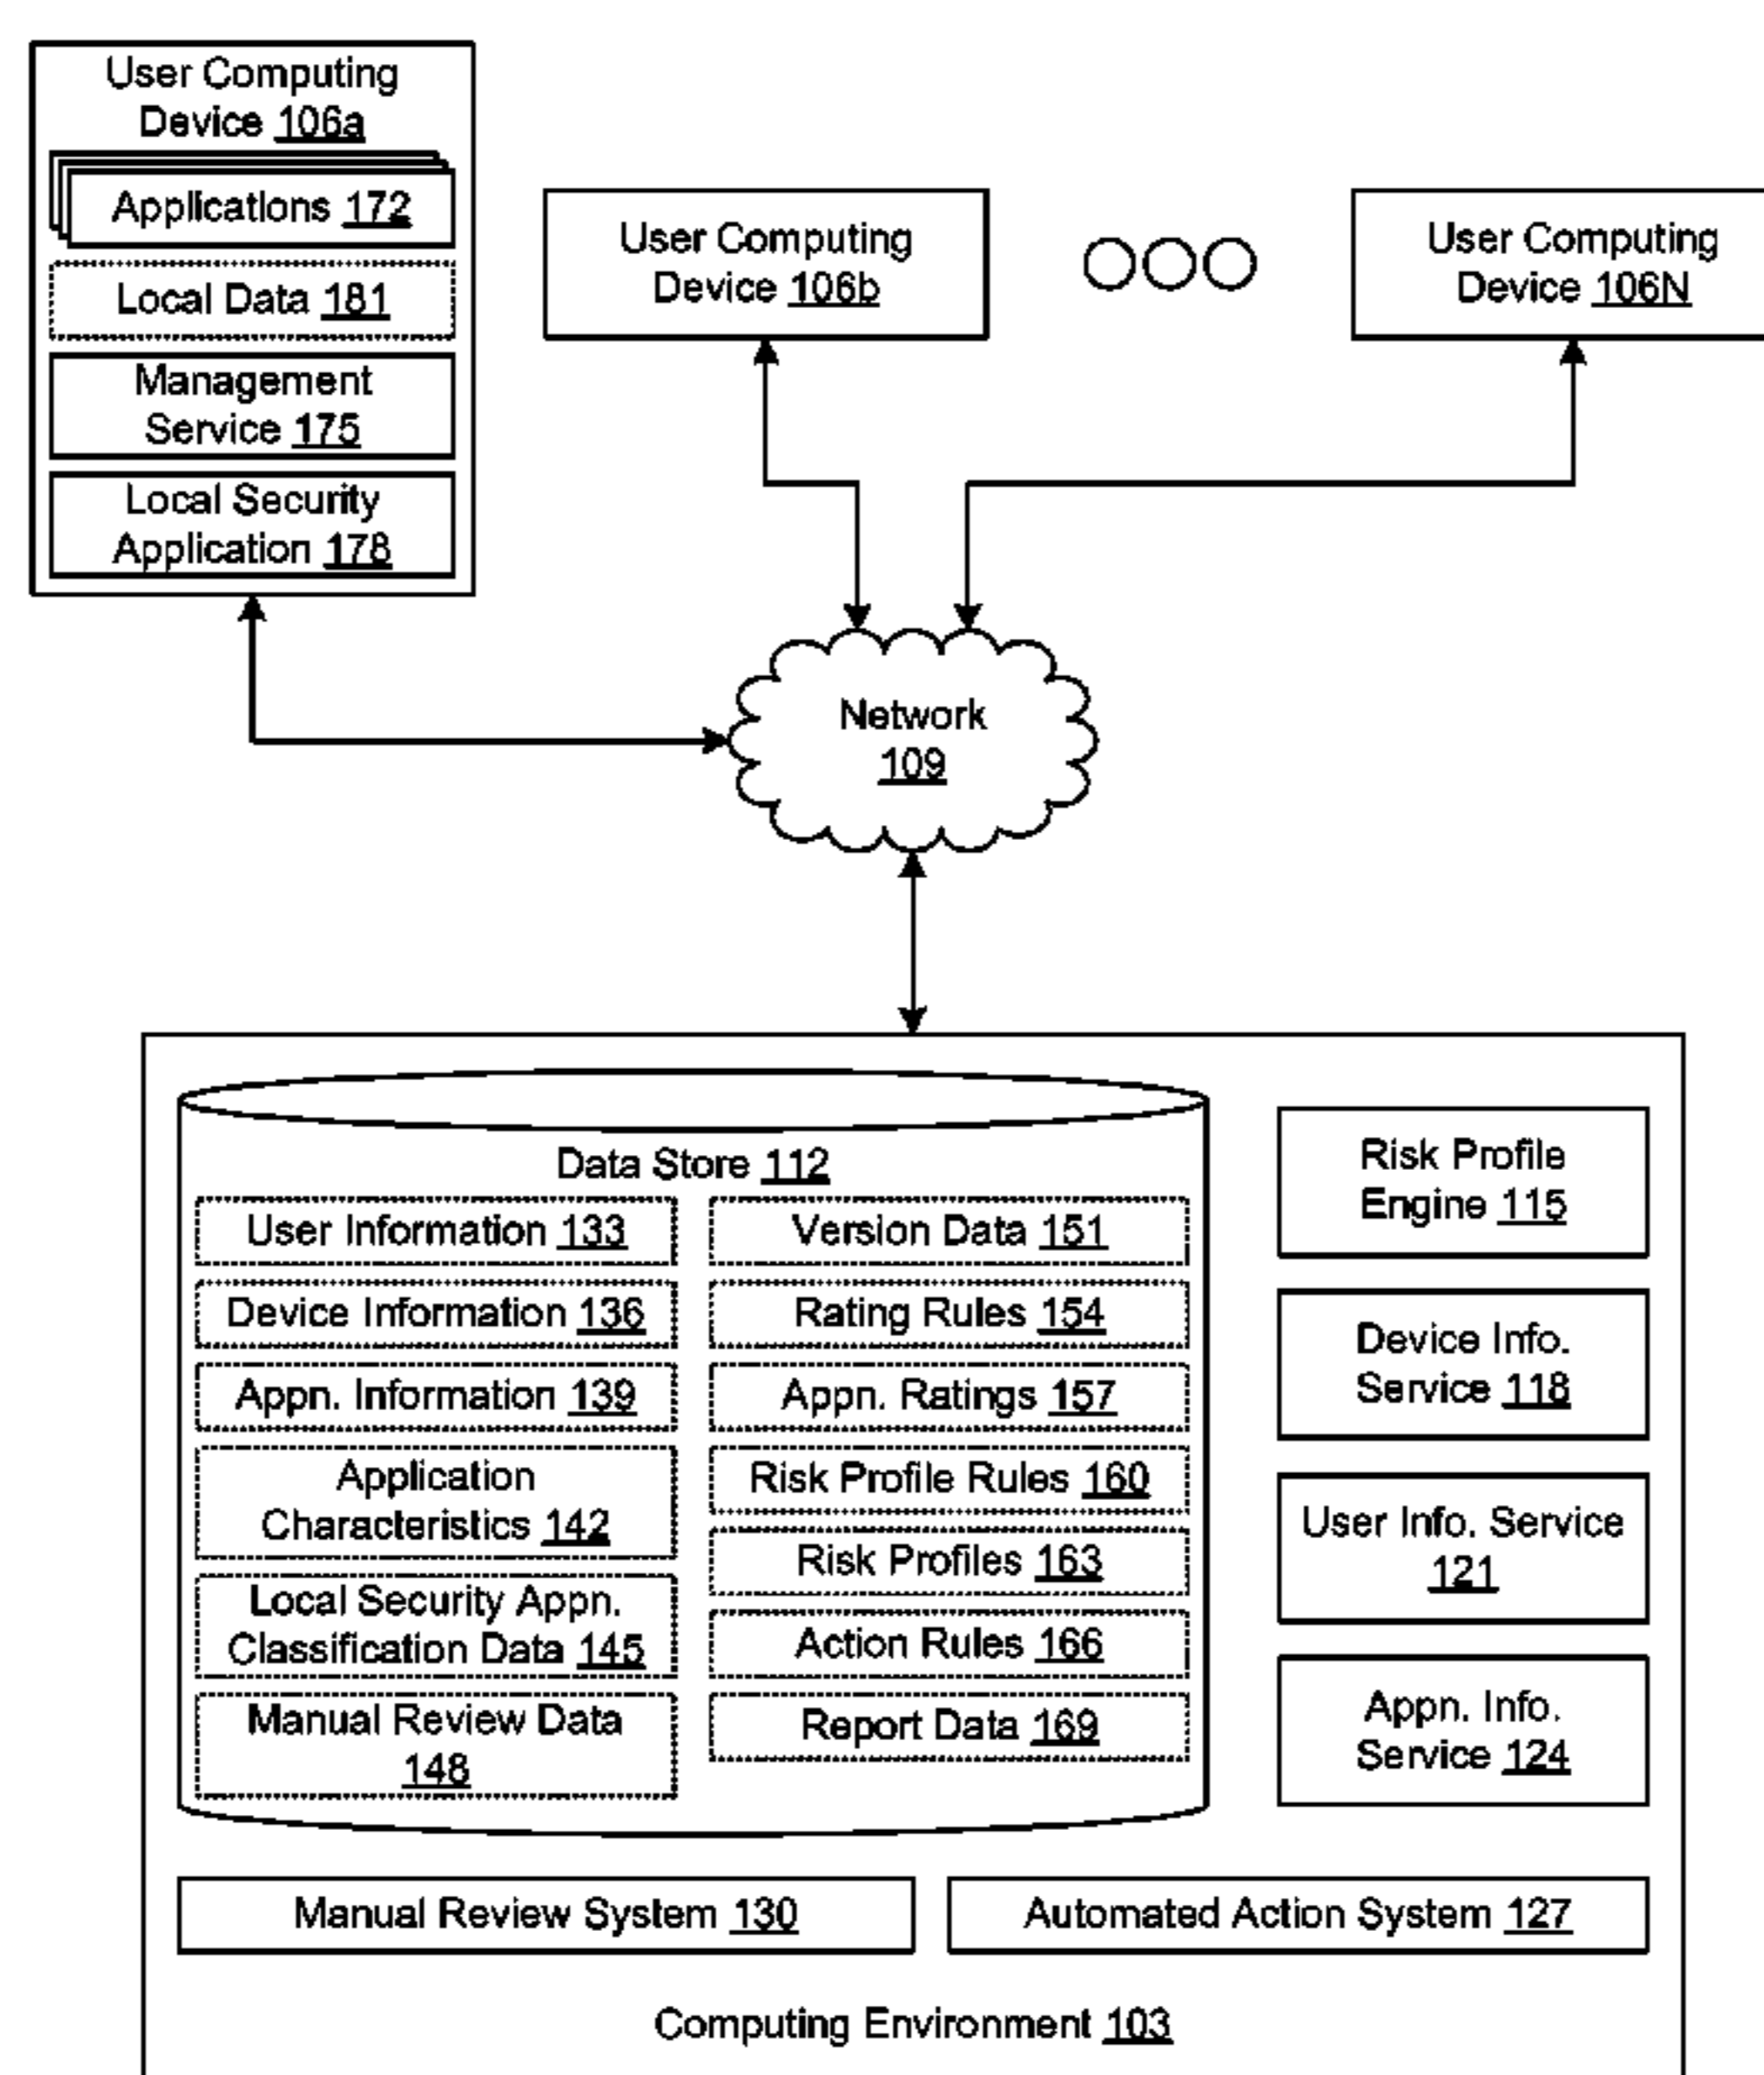 User Computing
Device 106a
Applications 172
Local Data 181
Management
Service 175
Local Security
Application 178
User Computing
Device 106b
User Computing
Device 106N
Network
109
Data Store 112
User Information 133
Device Information 136
Appn. Information 139
Application
Characteristics 142
Local Security Appn.
Classification Data 145
Manual Review Data
148
Version Data 151
Rating Rules 154
Appn. Ratings 157
Risk Profile Rules 160
Risk Profiles 163
Action Rules 166
Report Data 169
Risk Profile
Engine 115
Device Info.
Service 118
User Info. Service
121
Appn. Info.
Service 124
Manual Review System 130
Automated Action System 127
Computing Environment 103